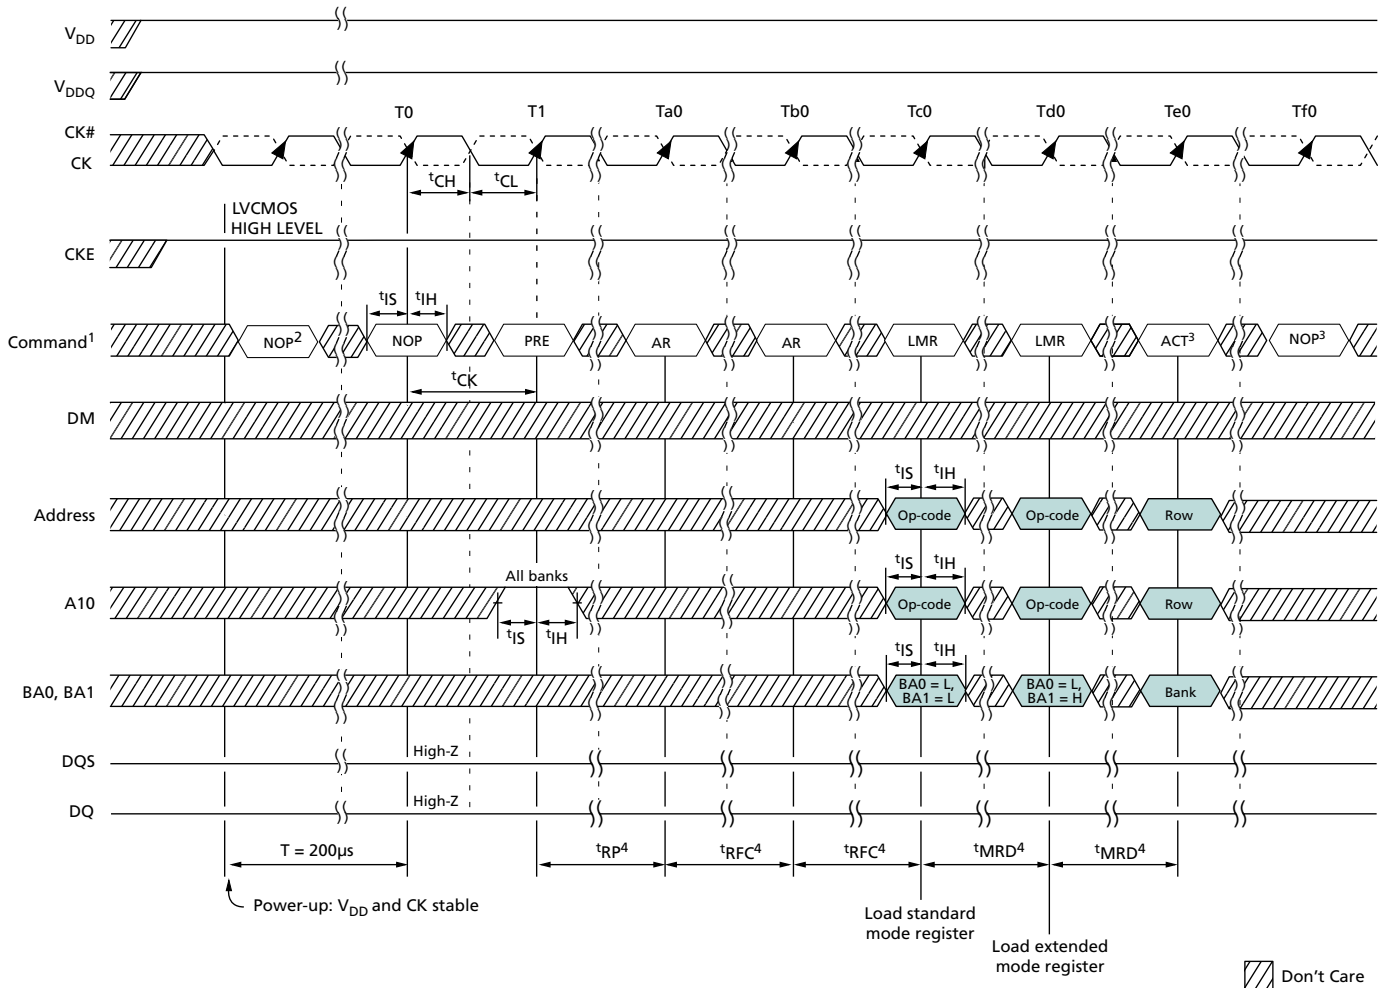 VDD
VDDQ
T0 T1 Ta0 Tb0 Tc0 Td0 Te0 Tf0
CK#
CK
tCH tCL
LVCMOS
HIGH LEVEL
CKE
tIS tIH
Command1 NOP2 NOP PRE AR AR LMR LMR ACT3 NOP3
tCK
DM
tIS tIH
Address Op-code Op-code Row
tIS tIH
All banks
A10 Op-code Op-code Row
tIS tIH
tIS tIH
BA0, BA1 BA0 = L, BA1 = L BA0 = L, BA1 = H Bank
High-Z
DQS
High-Z
DQ
T = 200µs tRP4 tRFC4 tRFC4 tMRD4 tMRD4
Power-up: VDD and CK stable
Load standard
mode register
Load extended
mode register
Don't Care